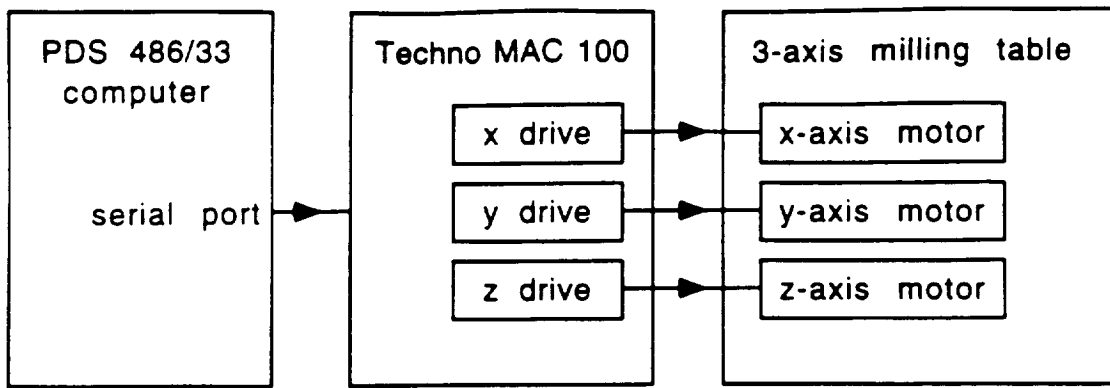 PDS 486/33
computer
serial port
Techno MAC 100
x drive
y drive
z drive
3-axis milling table
x-axis motor
y-axis motor
z-axis motor